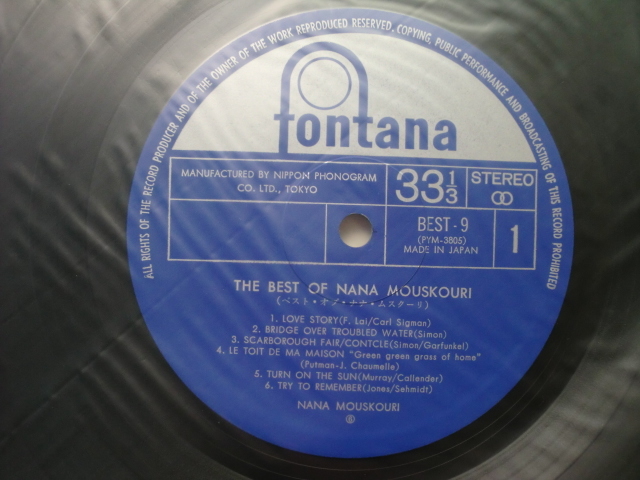 ALL RIGHTS OF THE RECORD PRODUCER AND OF THE OWNER OF THE WORK REPRODUCED RESERVED. COPYING, PUBLIC PERFORMANCE AND BROADCASTING OF THIS RECORD PROHIBITED
fontana
MANUFACTURED BY NIPPON PHONOGRAM
CO. LTD., TOKYO
33 1/3
STEREO
BEST-9
(PYM-3805)
MADE IN JAPAN
1
THE BEST OF NANA MOUSKOURI
(ベスト・オブ・ナナ・ムスクーリ)
1. LOVE STORY(F. Lai/Carl Sigman)
2. BRIDGE OVER TROUBLED WATER(Simon)
3. SCARBOROUGH FAIR/CONTCLE(Simon/Garfunkel)
4. LE TOIT DE MA MAISON "Green green grass of home"
(Putman-J. Chaumelle)
5. TURN ON THE SUN(Murray/Callender)
6. TRY TO REMEMBER(Jones/Sehmidt)
NANA MOUSKOURI